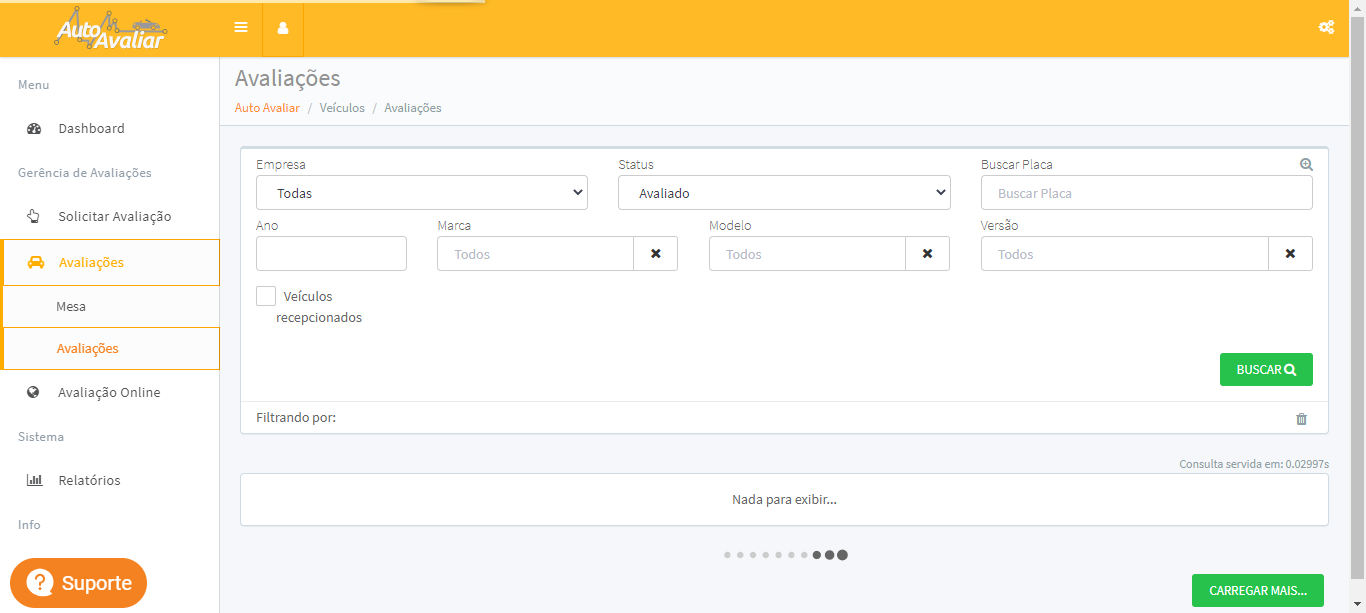 Auto
Avaliar
Menu
Dashboard
Gerência de Avaliações
Solicitar Avaliação
Avaliações
Mesa
Avaliações
Avaliação Online
Sistema
Relatórios
Info
Suporte
Avaliações
Auto Avaliar / Veículos / Avaliações
Empresa Status Buscar Placa
Todas Avaliado Buscar Placa
Ano Marca Modelo Versão
Todos Todos Todos
Veículos
recepcionados
BUSCAR
Filtrando por:
Consulta servida em: 0.02997s
Nada para exibir...
CARREGAR MAIS...